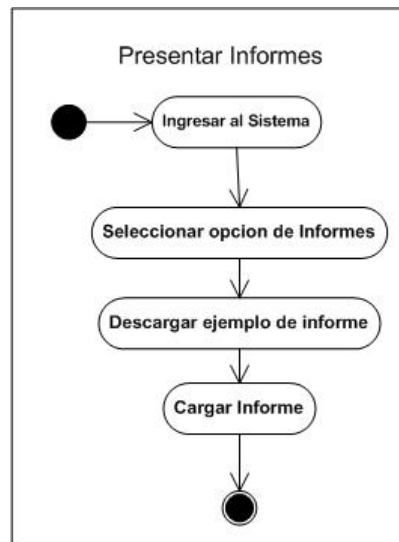 Presentar Informes
Ingresar al Sistema
Seleccionar opcion de Informes
Descargar ejemplo de informe
Cargar Informe